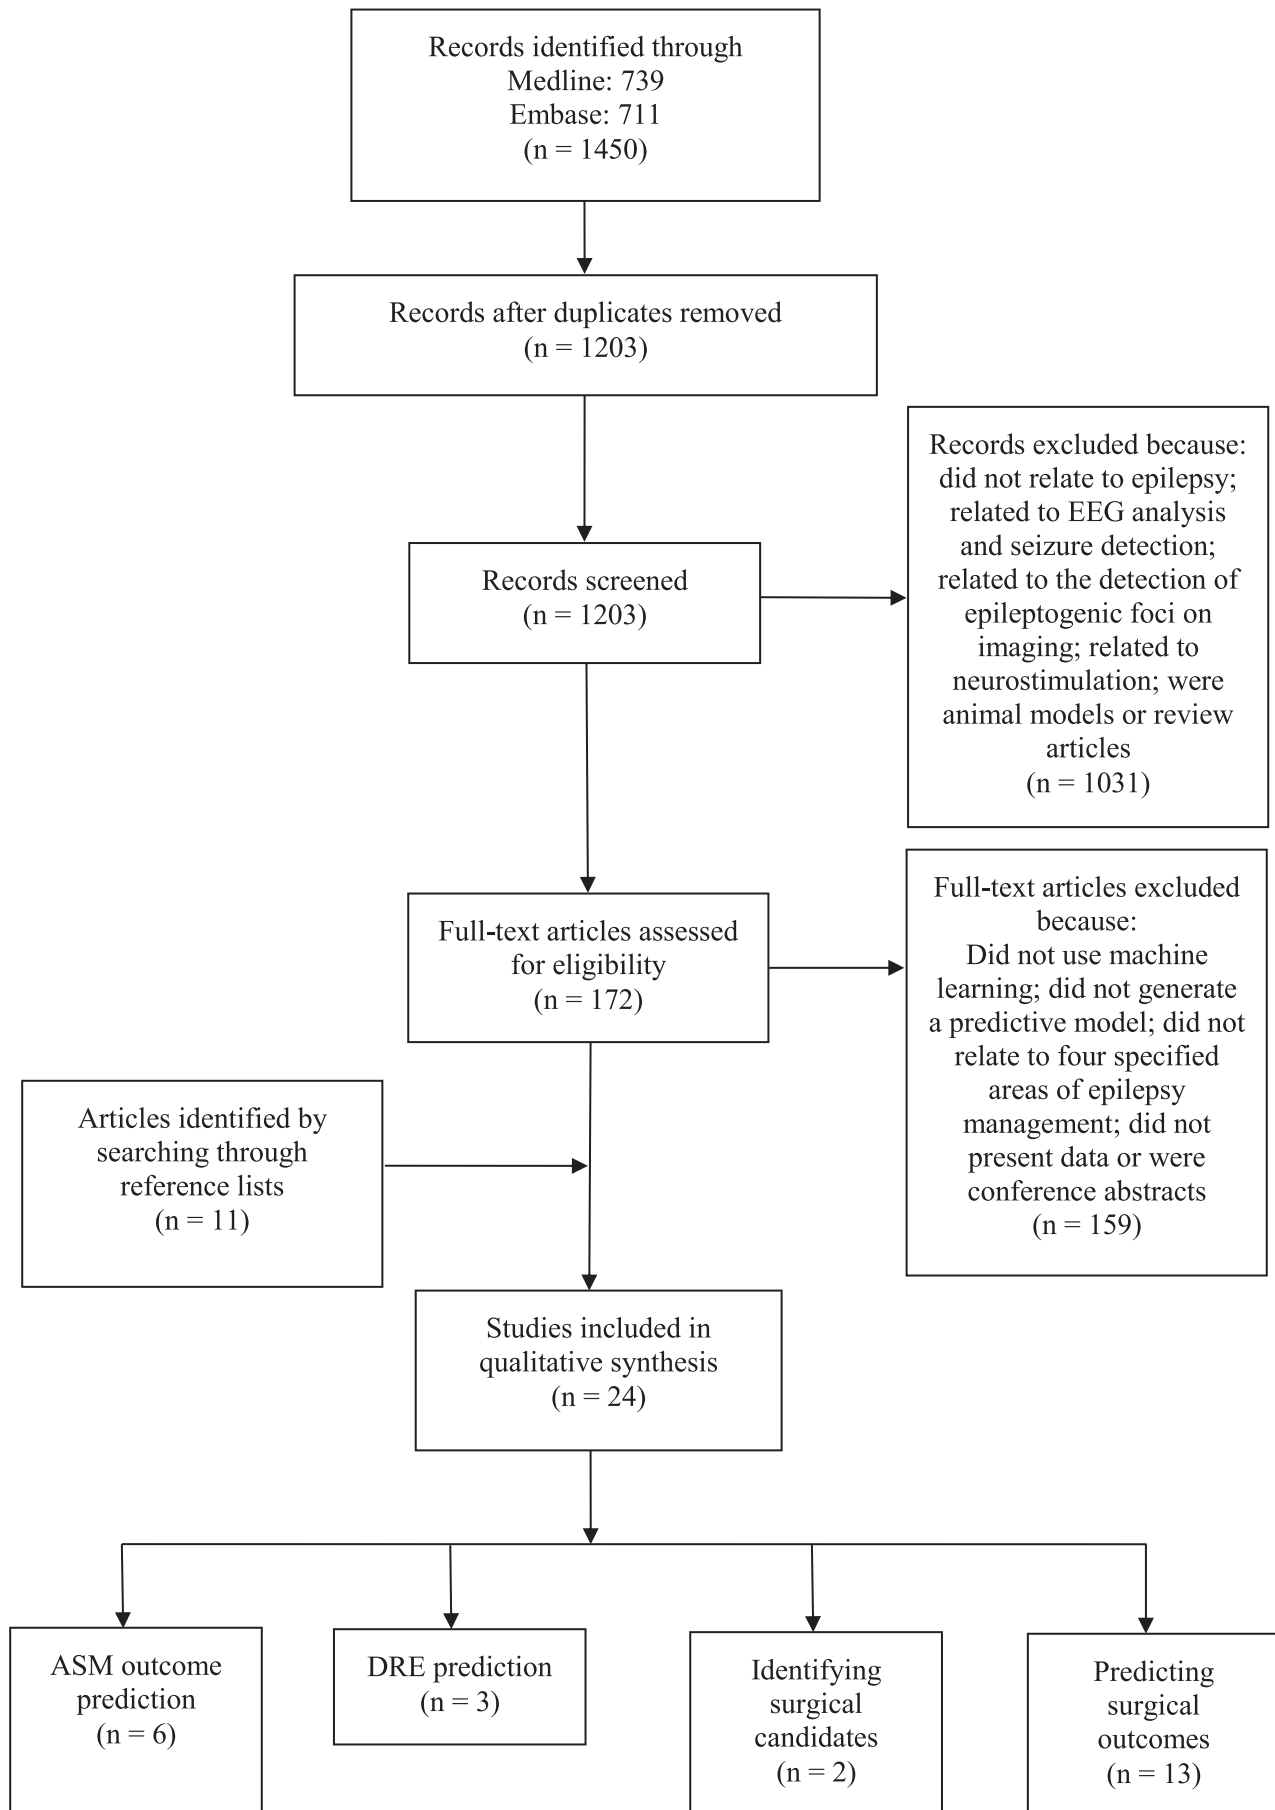 Records identified through
Medline: 739
Embase: 711
(n = 1450)
Records after duplicates removed
(n = 1203)
Records excluded because:
did not relate to epilepsy;
related to EEG analysis
and seizure detection;
related to the detection of
epileptogenic foci on
imaging; related to
neurostimulation; were
animal models or review
articles
(n = 1031)
Records screened
(n = 1203)
Full-text articles assessed
for eligibility
(n = 172)
Full-text articles excluded
because:
Did not use machine
learning; did not generate
a predictive model; did not
relate to four specified
areas of epilepsy
management; did not
present data or were
conference abstracts
(n = 159)
Articles identified by
searching through
reference lists
(n = 11)
Studies included in
qualitative synthesis
(n = 24)
ASM outcome
prediction
(n = 6)
DRE prediction
(n = 3)
Identifying
surgical
candidates
(n = 2)
Predicting
surgical
outcomes
(n = 13)